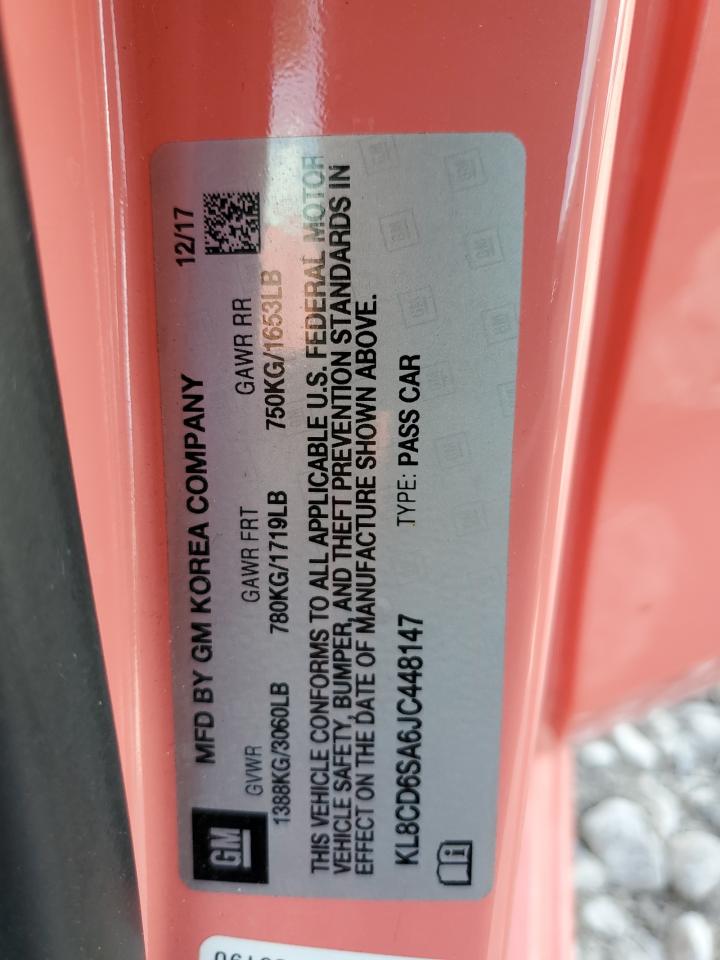 GM
MFD BY GM KOREA COMPANY 12/17
GVWR GAWR FRT GAWR RR
1388KG/3060LB 780KG/1719LB 750KG/1653LB
THIS VEHICLE CONFORMS TO ALL APPLICABLE U.S. FEDERAL MOTOR
VEHICLE SAFETY, BUMPER, AND THEFT PREVENTION STANDARDS IN
EFFECT ON THE DATE OF MANUFACTURE SHOWN ABOVE.
KL8CD6SA6JC448147 TYPE: PASS CAR